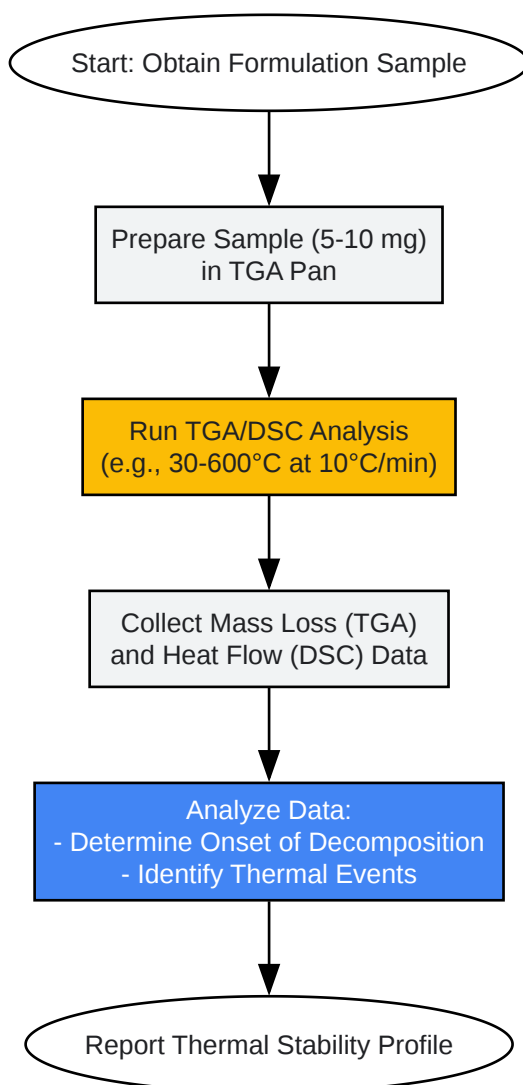 Start: Obtain Formulation Sample
Prepare Sample (5-10 mg)
in TGA Pan
Run TGA/DSC Analysis
(e.g., 30-600°C at 10°C/min)
Collect Mass Loss (TGA)
and Heat Flow (DSC) Data
Analyze Data:
- Determine Onset of Decomposition
- Identify Thermal Events
Report Thermal Stability Profile